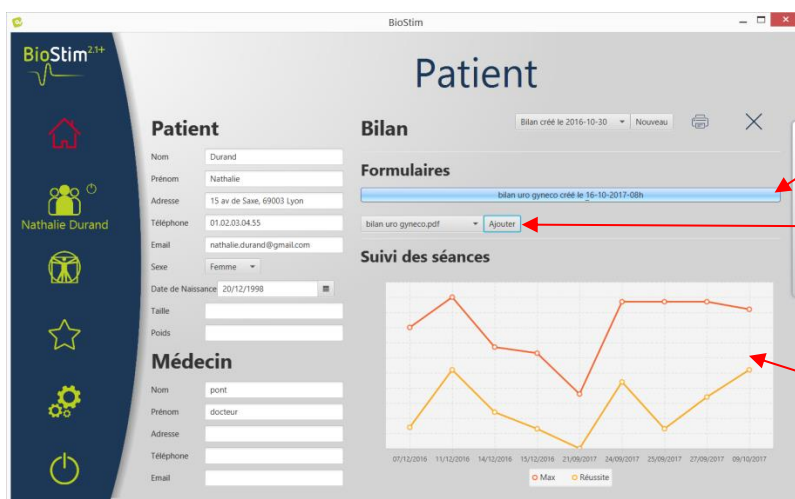 BioStim
BioStim2.1+
Patient
Nathalie Durand
Patient
Nom Durand
Prénom Nathalie
Adresse 15 av de Saxe, 69003 Lyon
Téléphone 01.02.03.04.55
Email nathalie.durand@gmail.com
Sexe Femme
Date de Naissance 20/12/1998
Taille
Poids
Médecin
Nom pont
Prénom docteur
Adresse
Téléphone
Email
Bilan
Bilan créé le 2016-10-30 Nouveau
Formulaires
bilan uro gyneco créé le 16-10-2017-08h
bilan uro gyneco.pdf Ajouter
Suivi des séances
07/12/2016 11/12/2016 14/12/2016 15/12/2016 21/09/2017 24/09/2017 25/09/2017 27/09/2017 09/10/2017
Max Réussite